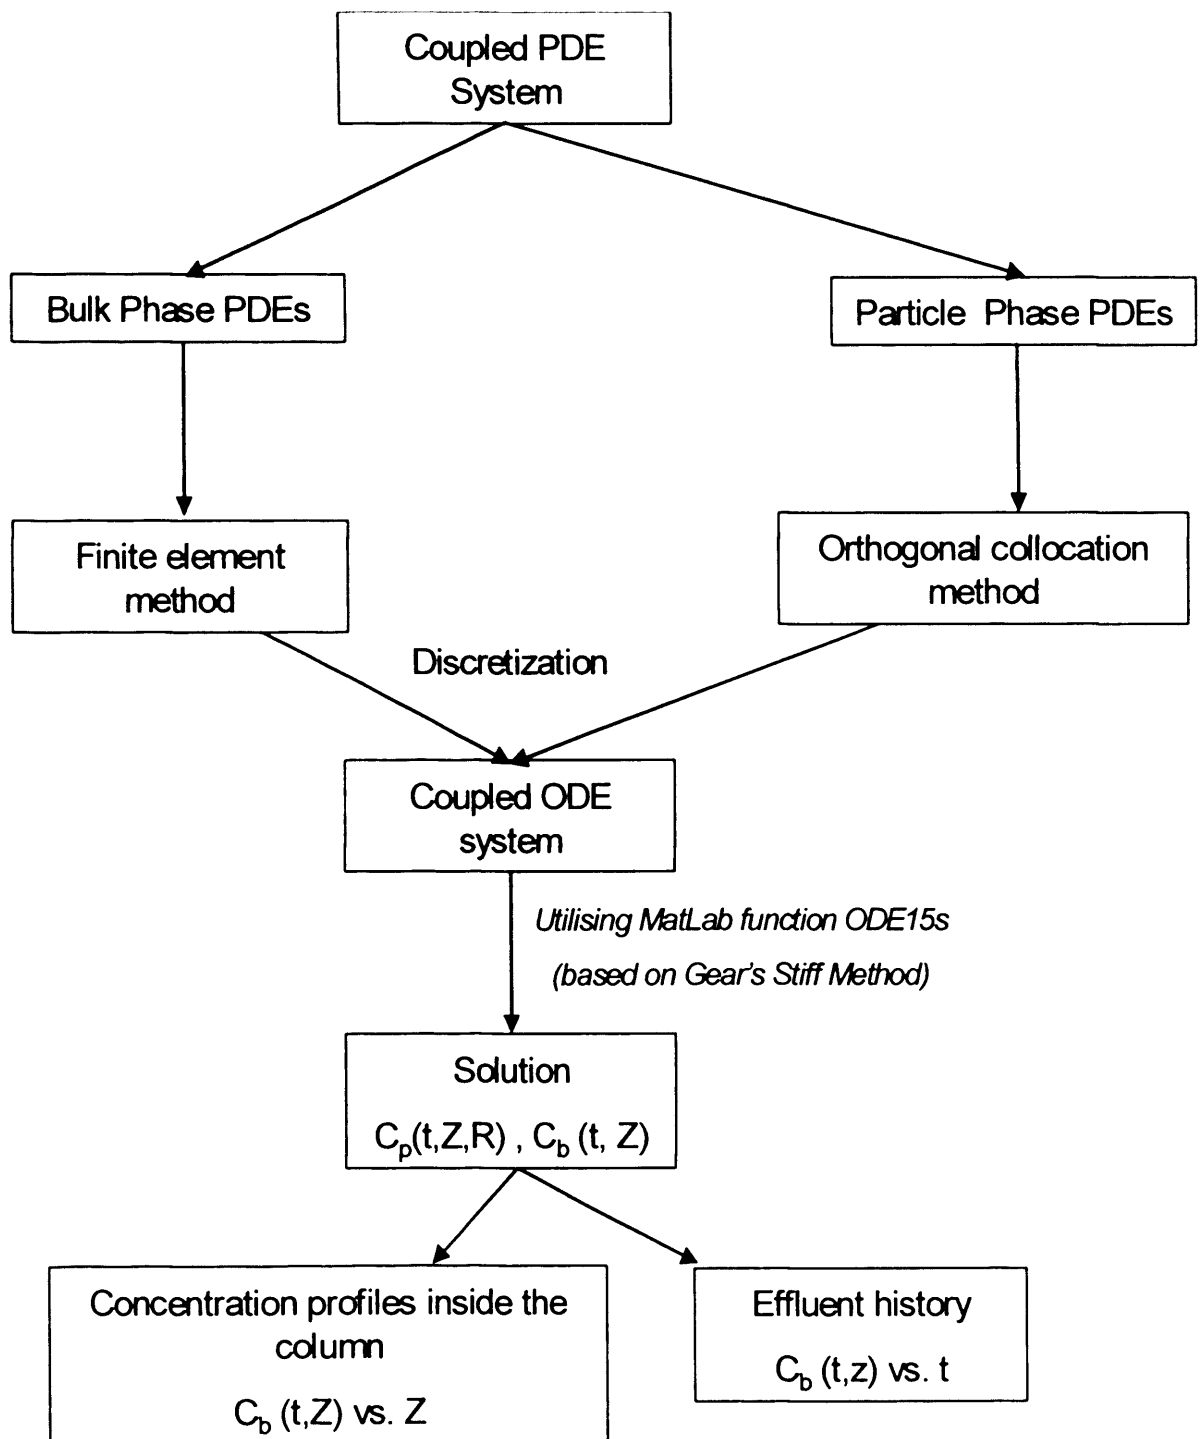 Coupled PDE
System
Bulk Phase PDEs
Particle Phase PDEs
Finite element
method
Orthogonal collocation
method
Discretization
Coupled ODE
system
Utilising MatLab function ODE15s
(based on Gear's Stiff Method)
Solution
Cp(t,Z,R) , Cb (t, Z)
Concentration profiles inside the
column
Cb (t,Z) vs. Z
Effluent history
Cb (t,z) vs. t